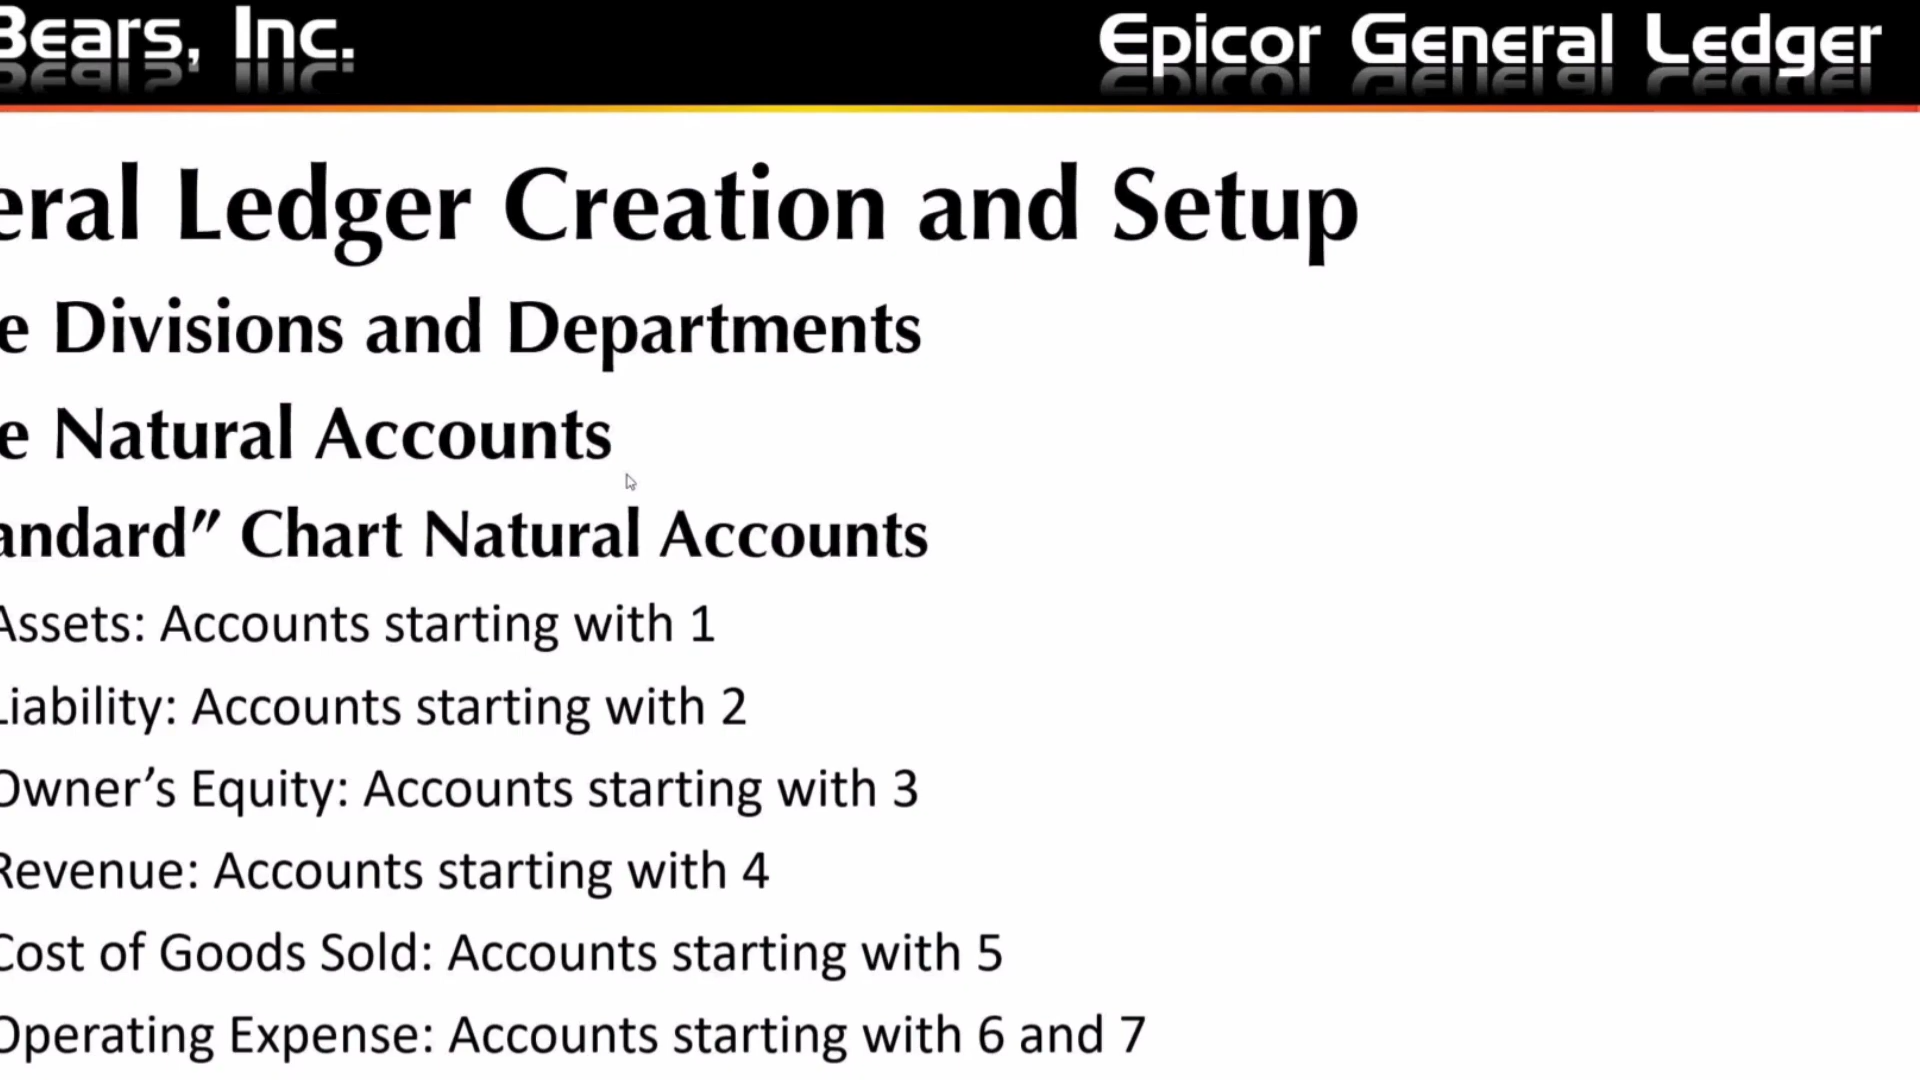 Bears, Inc.
Epicor General Ledger
eral Ledger Creation and Setup
e Divisions and Departments
e Natural Accounts
andard” Chart Natural Accounts
Assets: Accounts starting with 1
Liability: Accounts starting with 2
Owner’s Equity: Accounts starting with 3
Revenue: Accounts starting with 4
Cost of Goods Sold: Accounts starting with 5
Operating Expense: Accounts starting with 6 and 7